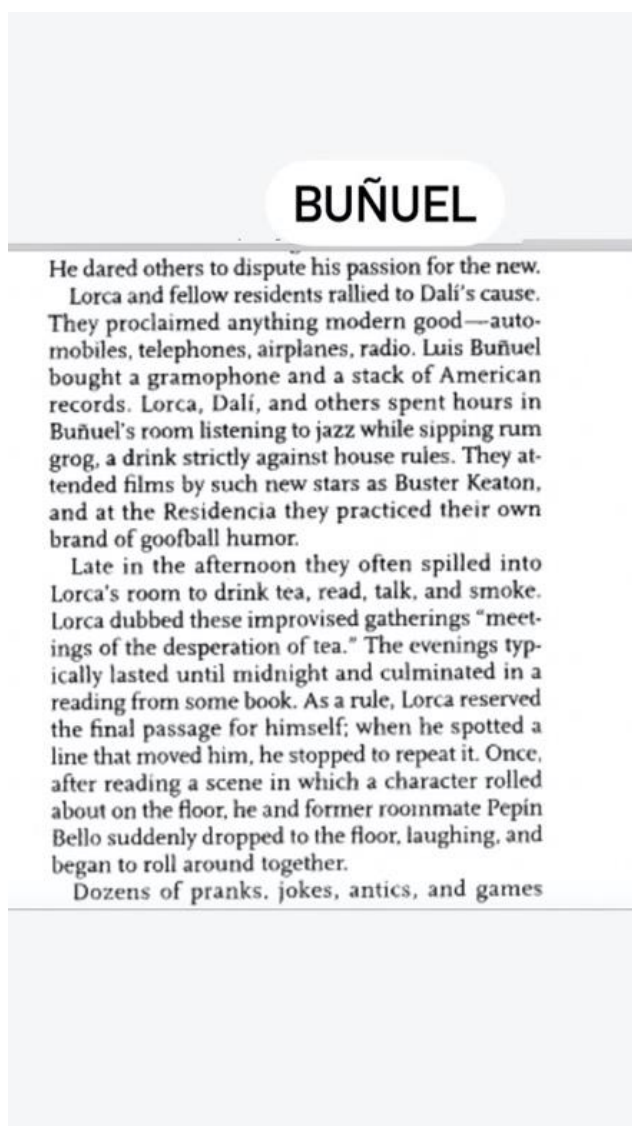 BUÑUEL
He dared others to dispute his passion for the new.
Lorca and fellow residents rallied to Dalí's cause.
They proclaimed anything modern good—auto-
mobiles, telephones, airplanes, radio. Luis Buñuel
bought a gramophone and a stack of American
records. Lorca, Dalí, and others spent hours in
Buñuel's room listening to jazz while sipping rum
grog, a drink strictly against house rules. They at-
tended films by such new stars as Buster Keaton,
and at the Residencia they practiced their own
brand of goofball humor.
Late in the afternoon they often spilled into
Lorca's room to drink tea, read, talk, and smoke.
Lorca dubbed these improvised gatherings “meet-
ings of the desperation of tea.” The evenings typ-
ically lasted until midnight and culminated in a
reading from some book. As a rule, Lorca reserved
the final passage for himself; when he spotted a
line that moved him, he stopped to repeat it. Once,
after reading a scene in which a character rolled
about on the floor, he and former roommate Pepín
Bello suddenly dropped to the floor, laughing, and
began to roll around together.
Dozens of pranks, jokes, antics, and games